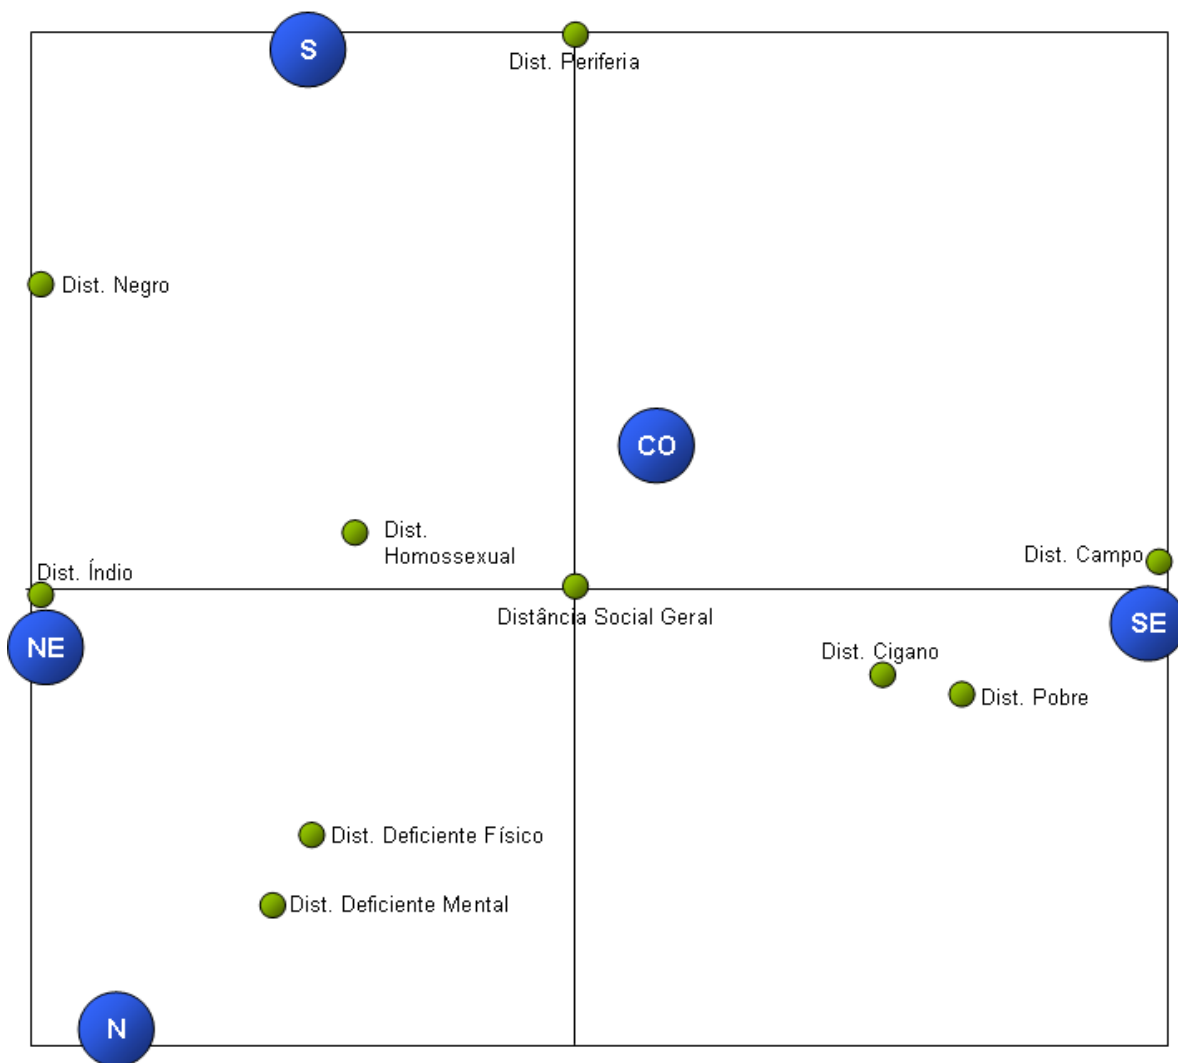 S
Dist. Periferia
Dist. Negro
CO
Dist.
Homossexual
Dist. Campo
Dist. Índio
Distância Social Geral
SE
NE
Dist. Cigano
Dist. Pobre
Dist. Deficiente Físico
Dist. Deficiente Mental
N